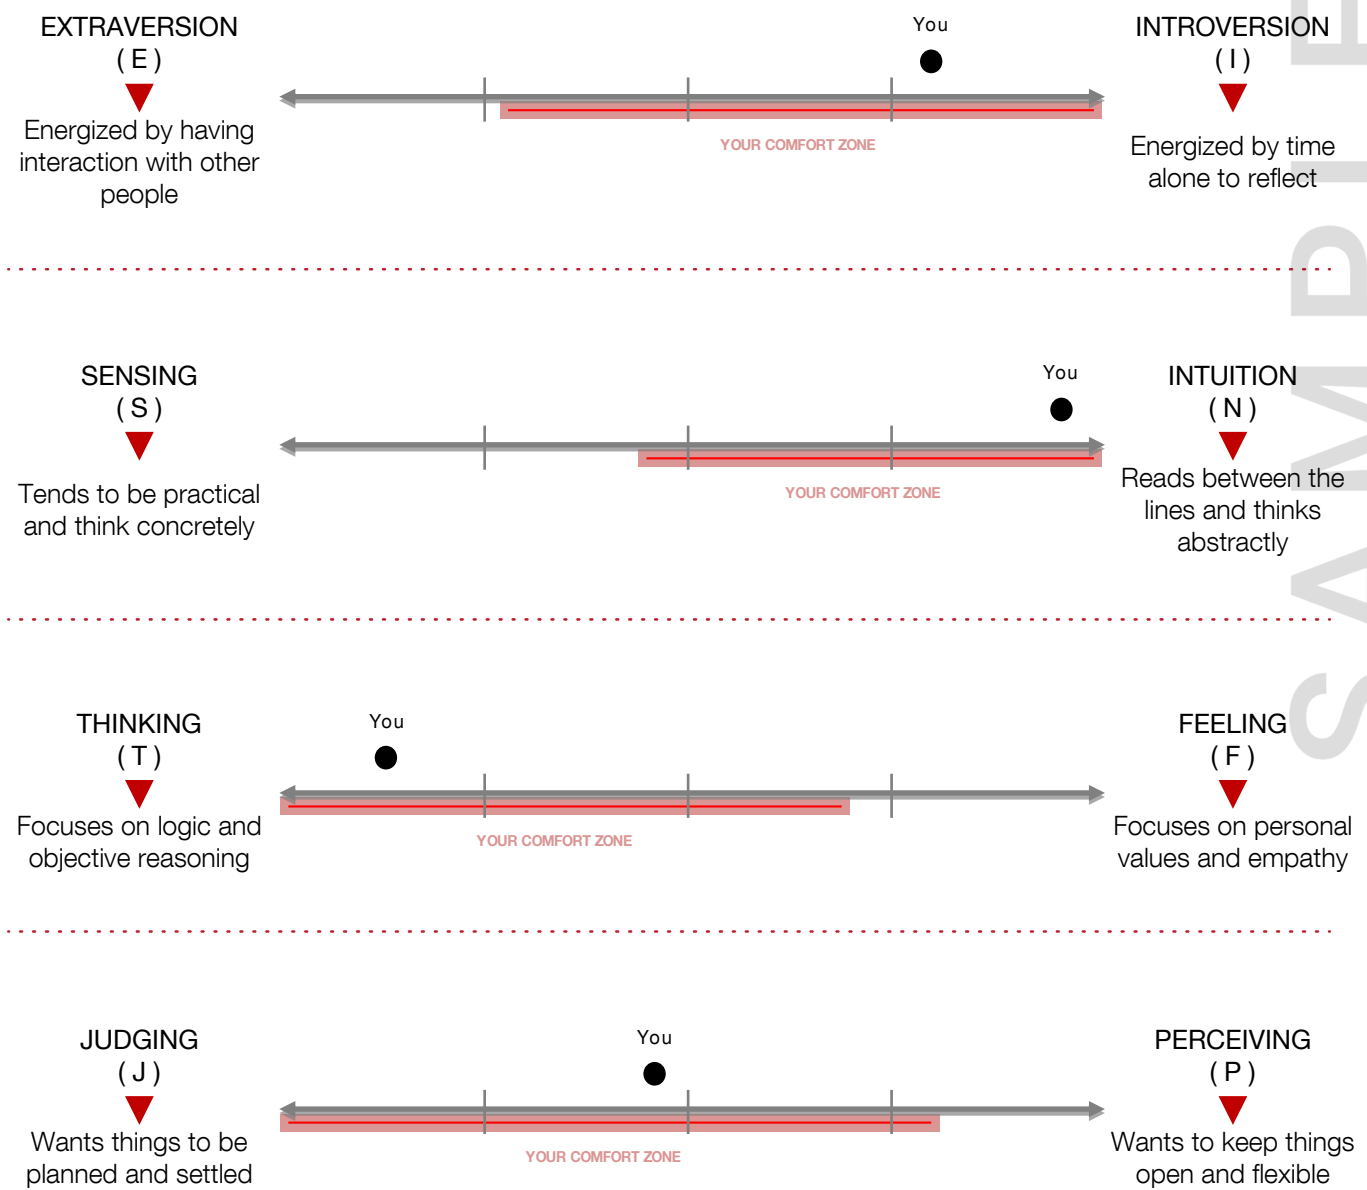 EXTRAVERSION
( E )
Energized by having
interaction with other
people
You
YOUR COMFORT ZONE
INTROVERSION
( I )
Energized by time
alone to reflect
SENSING
( S )
Tends to be practical
and think concretely
You
YOUR COMFORT ZONE
INTUITION
( N )
Reads between the
lines and thinks
abstractly
THINKING
( T )
Focuses on logic and
objective reasoning
You
YOUR COMFORT ZONE
FEELING
( F )
Focuses on personal
values and empathy
JUDGING
( J )
Wants things to be
planned and settled
You
YOUR COMFORT ZONE
PERCEIVING
( P )
Wants to keep things
open and flexible
SAMPLE